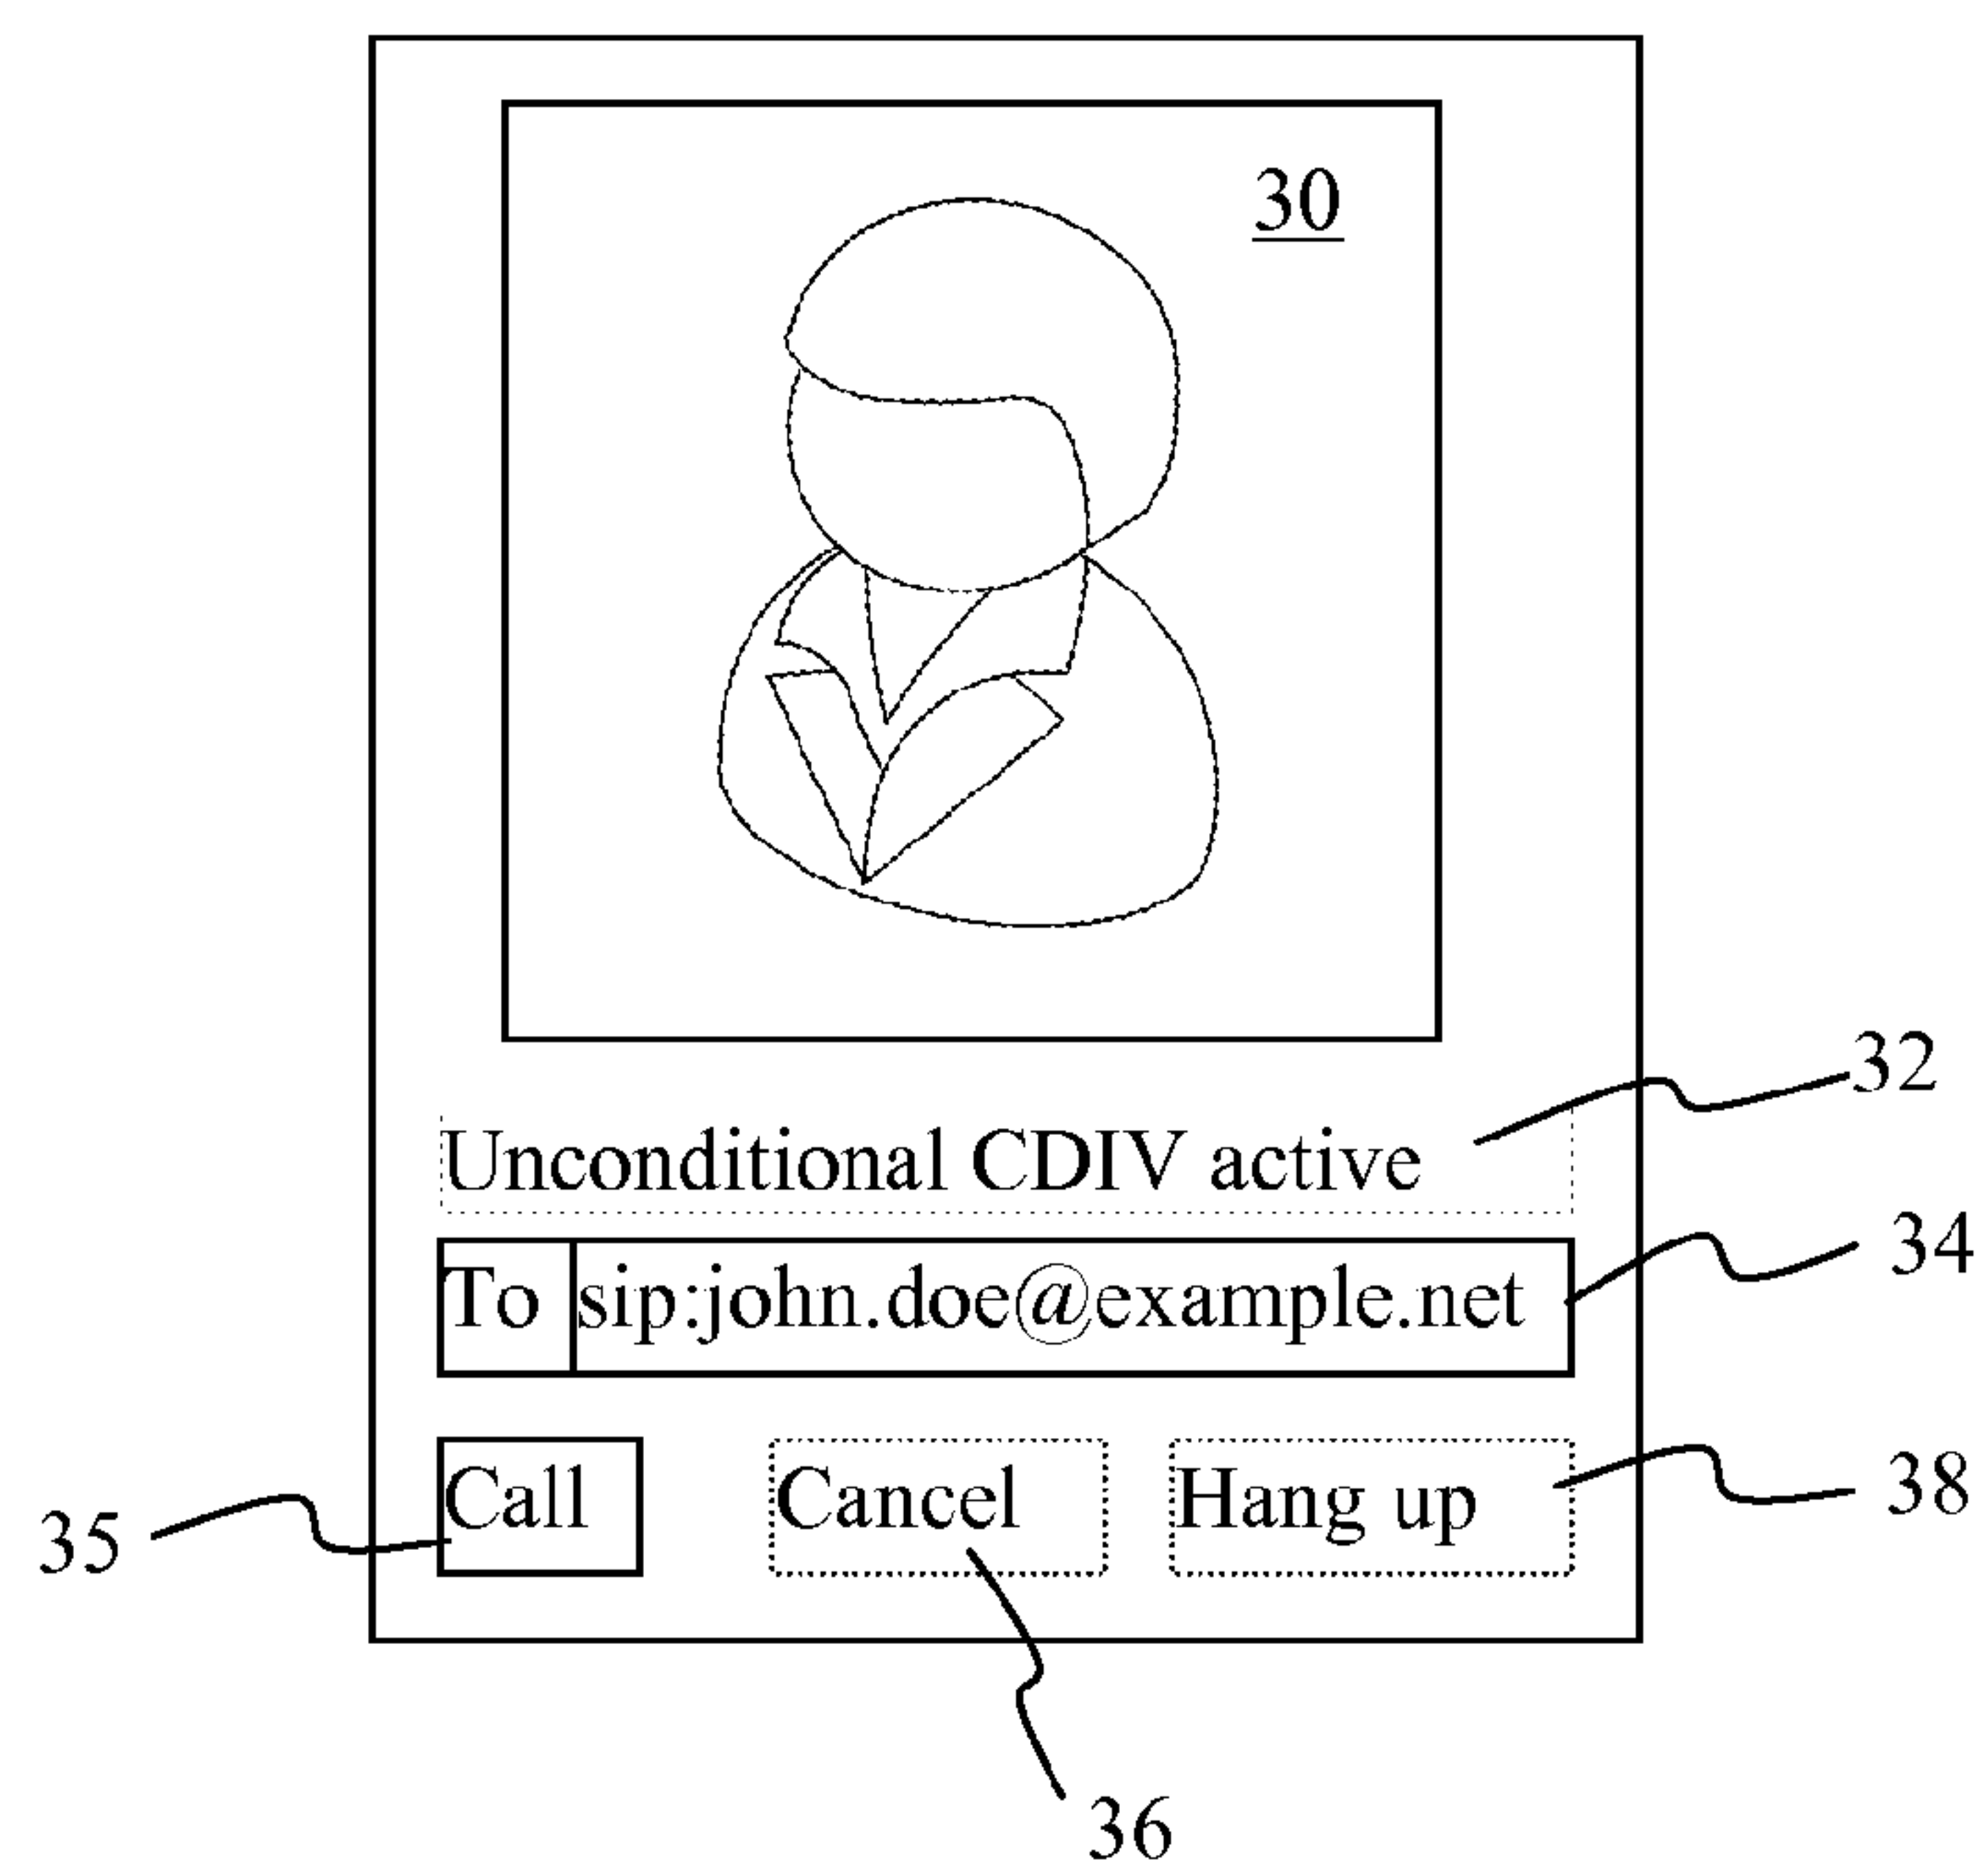 30
32
Unconditional CDIV active
34
To sip:john.doe@example.net
Call Cancel Hang up
38
35
36